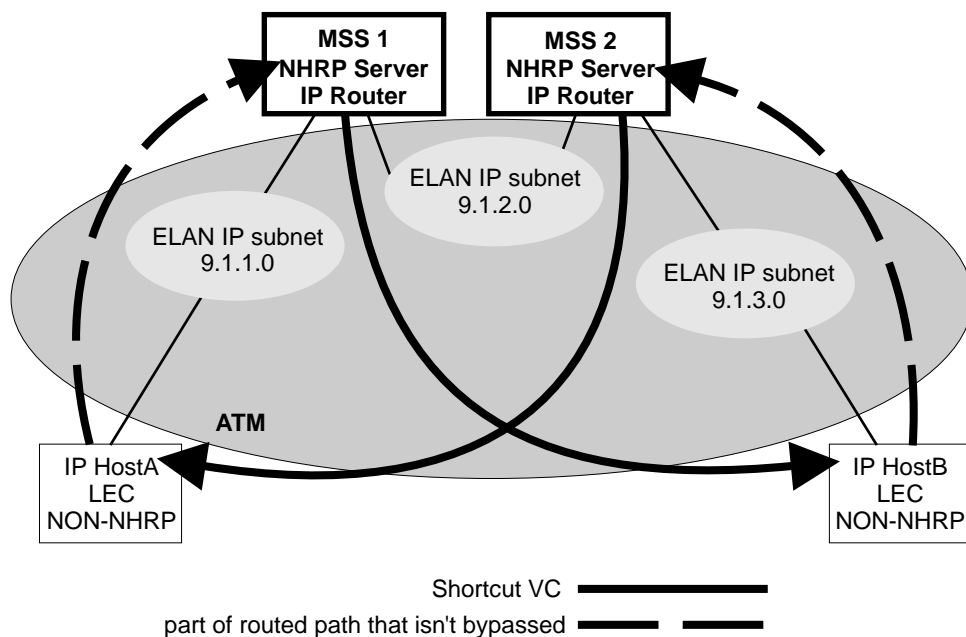 MSS 1
NHRP Server
IP Router
MSS 2
NHRP Server
IP Router
ELAN IP subnet
9.1.2.0
ELAN IP subnet
9.1.1.0
ELAN IP subnet
9.1.3.0
ATM
IP HostA
LEC
NON-NHRP
IP HostB
LEC
NON-NHRP
Shortcut VC
part of routed path that isn't bypassed